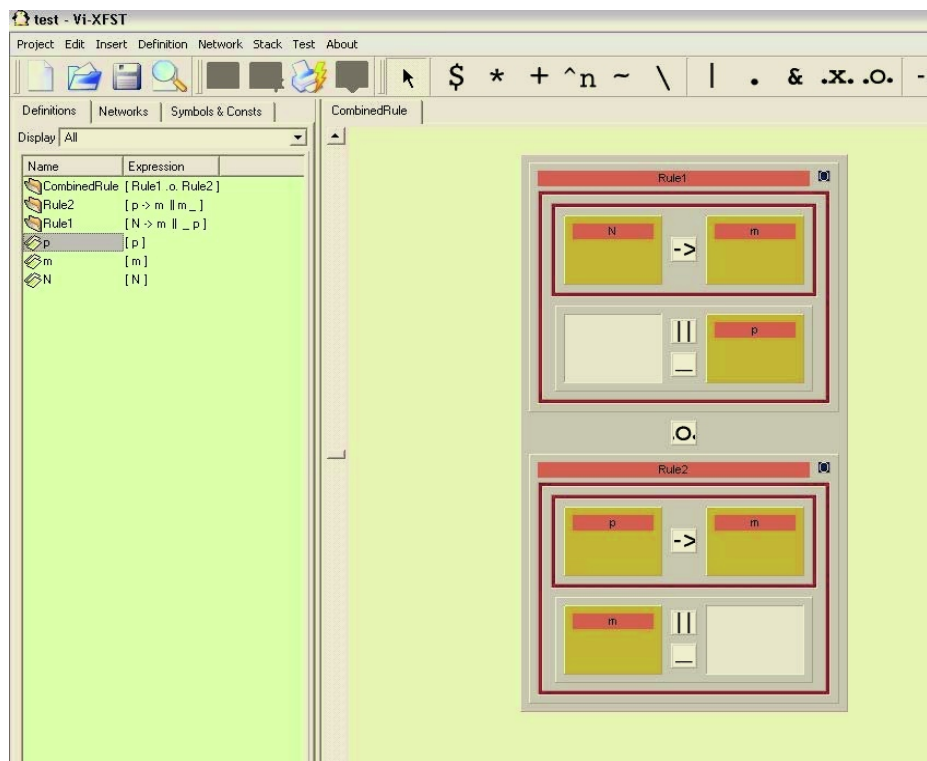 test - Vi-XFST
Project Edit Insert Definition Network Stack Test About
$ * + ^n ~ \ | . & .x. .o. -
Definitions Networks Symbols & Consts
CombinedRule
Display All
Name Expression
CombinedRule [ Rule1 .o. Rule2 ]
Rule2 [ p -> m || m _ ]
Rule1 [ N -> m || _ p ]
p [ p ]
m [ m ]
N [ N ]
Rule1
N -> m
|| p
_
.o.
Rule2
p -> m
m ||
_